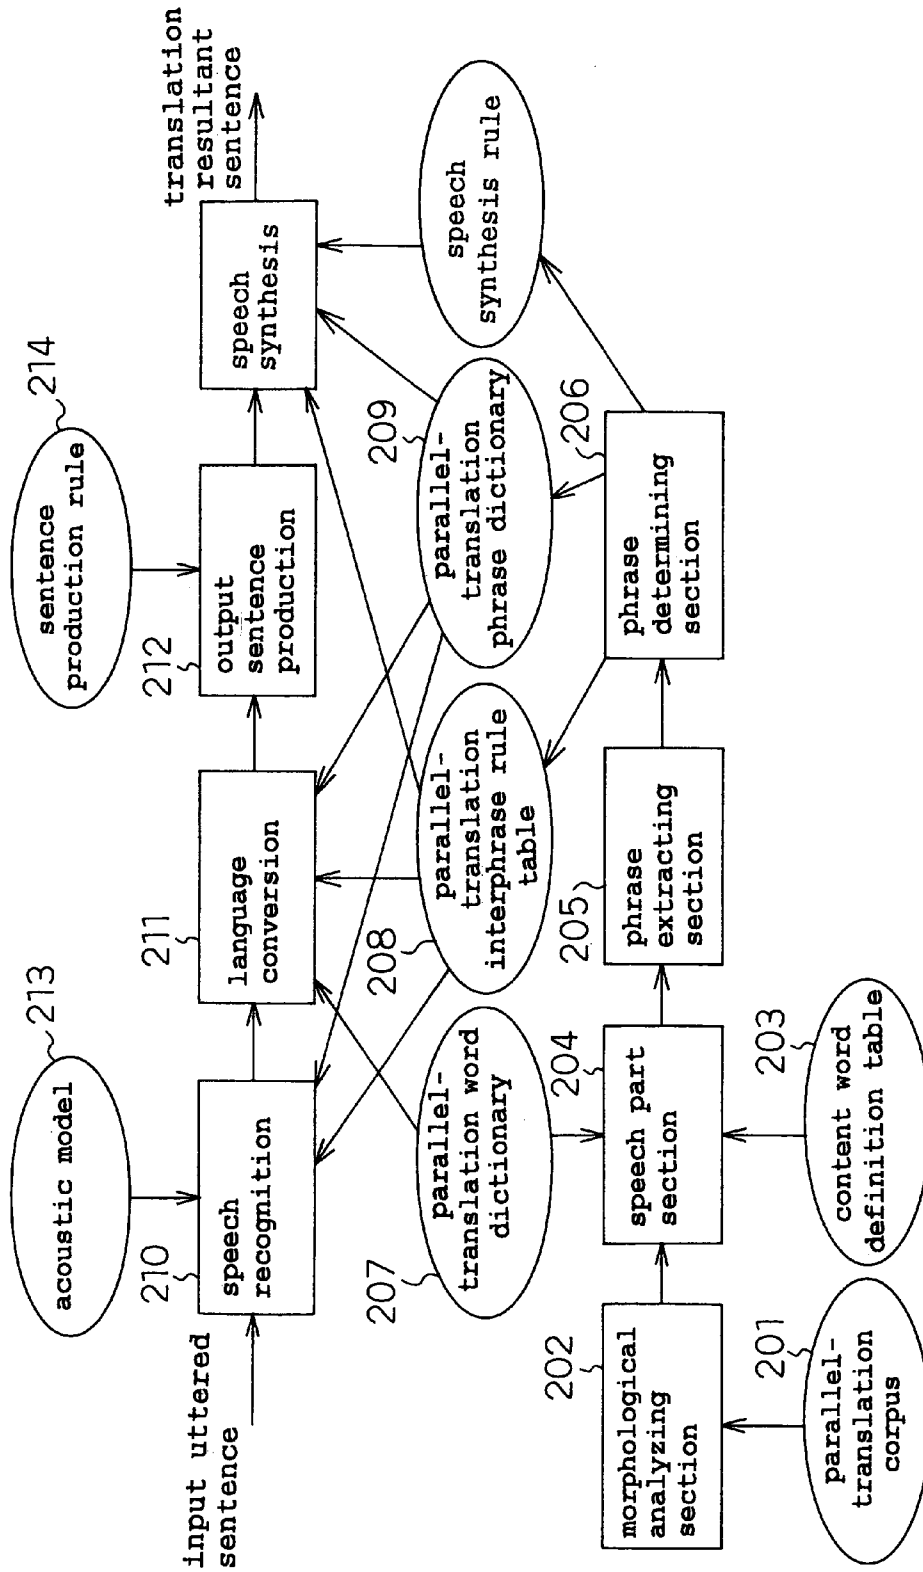 213
acoustic model
214
sentence
production rule
input uttered
sentence
210
speech
recognition
211
language
conversion
212
output
sentence
production
speech
synthesis
translation
resultant
sentence
207
parallel-
translation word
dictionary
208
parallel-
translation
interphrase rule
table
209
parallel-
translation
phrase dictionary
speech
synthesis rule
202
morphological
analyzing
section
204
speech part
section
205
phrase
extracting
section
206
phrase
determining
section
201
parallel-
translation
corpus
203
content word
definition table